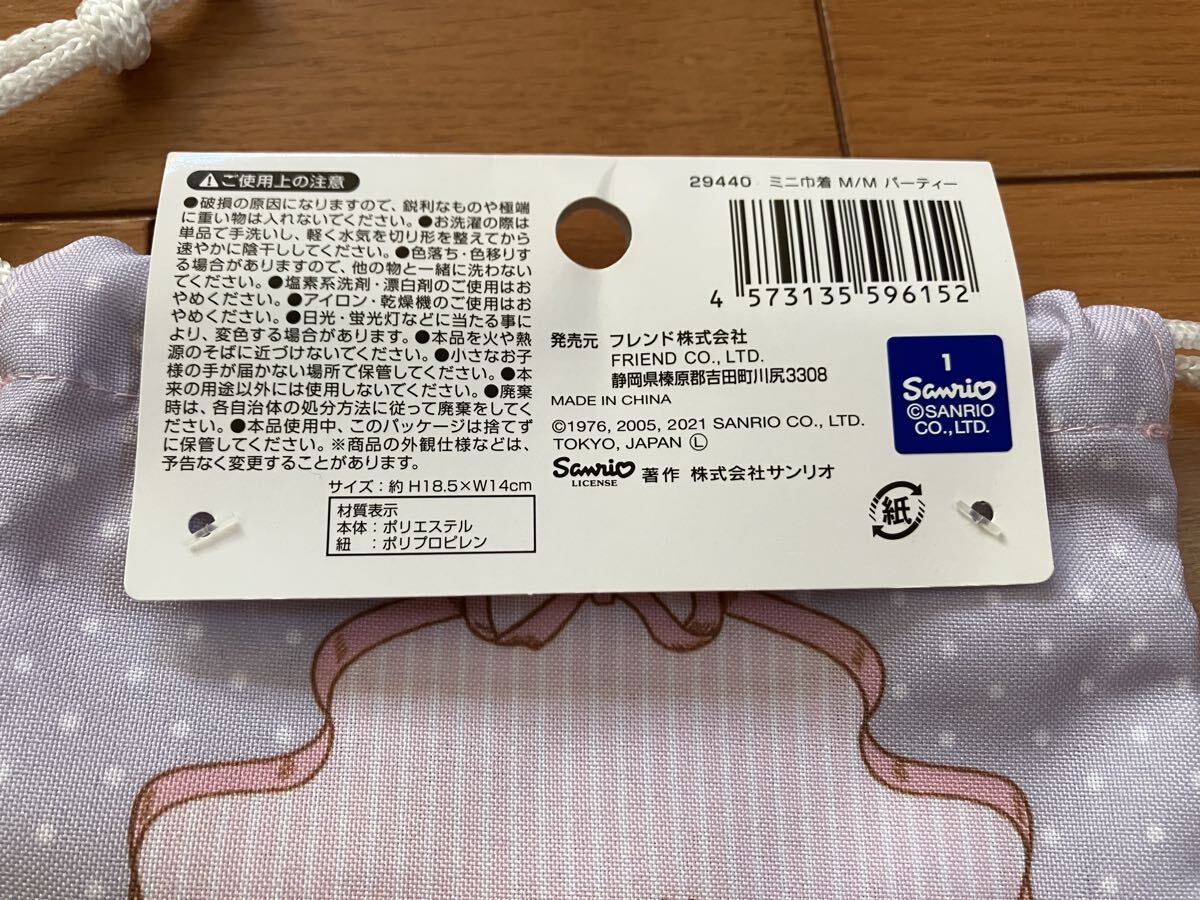 ⚠ご使用上の注意
●破損の原因になりますので、鋭利なものや極端
に重い物は入れないでください。●お洗濯の際は
単品で手洗いし、軽く水気を切り形を整えてから
速やかに陰干ししてください。●色落ち・色移りす
る場合がありますので、他の物と一緒に洗わない
でください。●塩素系洗剤・漂白剤のご使用はお
やめください。●アイロン・乾燥機のご使用はお
やめください。●日光・蛍光灯などに当たる事に
より、変色する場合があります。●本品を火や熱
源のそばに近づけないでください。●小さなお子
様の手が届かない場所で保管してください。●本
来の用途以外には使用しないでください。●廃棄
時は、各自治体の処分方法に従って廃棄をしてく
ださい。●本品使用中、このパッケージは捨てずに
に保管してください。※商品の外観仕様などは、
予告なく変更することがあります。
サイズ：約 H18.5×W14cm
材質表示
本体：ポリエステル
紐　：ポリプロピレン
29440 ミニ巾着 M/M パーティー
4 573135 596152
発売元 フレンド株式会社
FRIEND CO., LTD.
静岡県榛原郡吉田町川尻3308
MADE IN CHINA
©1976, 2005, 2021 SANRIO CO., LTD.
TOKYO, JAPAN Ⓛ
Sanrio
LICENSE
著作 株式会社サンリオ
1
Sanrio
©SANRIO
CO., LTD.
紙